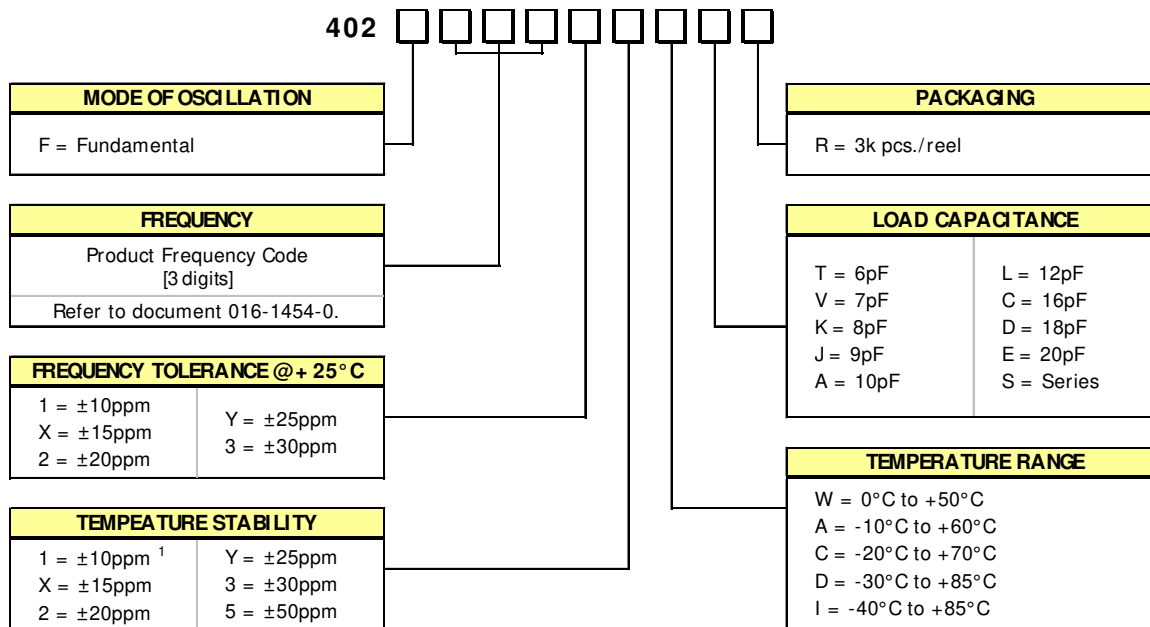 402
MODE OF OSCILLATION
F = Fundamental
FREQUENCY
Product Frequency Code
[3 digits]
Refer to document 016-1454-0.
FREQUENCY TOLERANCE @ +25°C
1 = ±10ppm
X = ±15ppm
2 = ±20ppm
Y = ±25ppm
3 = ±30ppm
TEMPEATURE STABILITY
1 = ±10ppm ¹
X = ±15ppm
2 = ±20ppm
Y = ±25ppm
3 = ±30ppm
5 = ±50ppm
PACKAGING
R = 3k pcs./reel
LOAD CAPACITANCE
T = 6pF
V = 7pF
K = 8pF
J = 9pF
A = 10pF
L = 12pF
C = 16pF
D = 18pF
E = 20pF
S = Series
TEMPERATURE RANGE
W = 0°C to +50°C
A = -10°C to +60°C
C = -20°C to +70°C
D = -30°C to +85°C
I = -40°C to +85°C